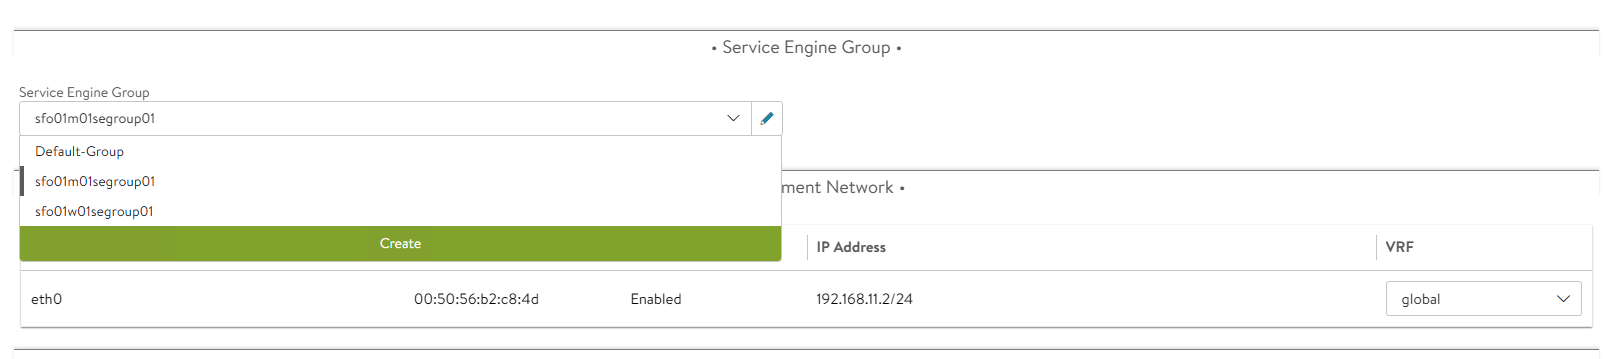 • Service Engine Group •
Service Engine Group
sfo01m01segroup01
Default-Group
sfo01m01segroup01
sfo01w01segroup01
Create
ment Network •
IP Address VRF
eth0 00:50:56:b2:c8:4d Enabled 192.168.11.2/24 global